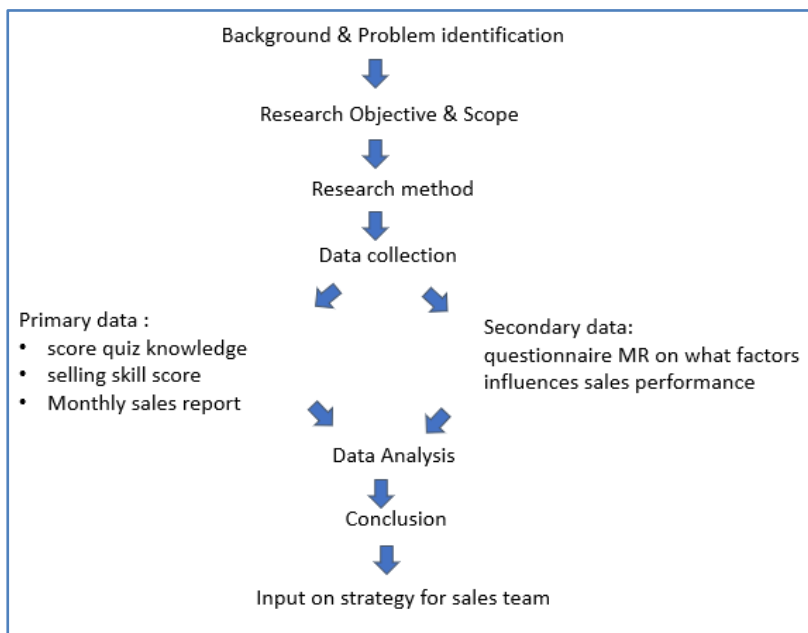 Background & Problem identification
Research Objective & Scope
Research method
Data collection
Primary data :
• score quiz knowledge
• selling skill score
• Monthly sales report
Secondary data:
questionnaire MR on what factors
influences sales performance
Data Analysis
Conclusion
Input on strategy for sales team